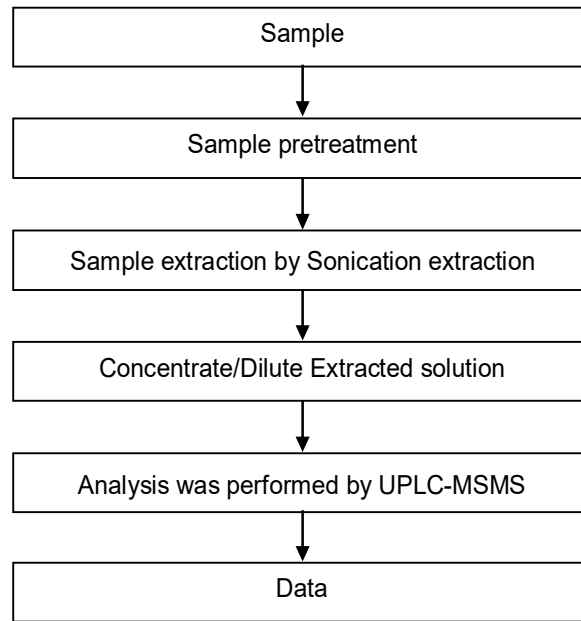 Sample
Sample pretreatment
Sample extraction by Sonication extraction
Concentrate/Dilute Extracted solution
Analysis was performed by UPLC-MSMS
Data